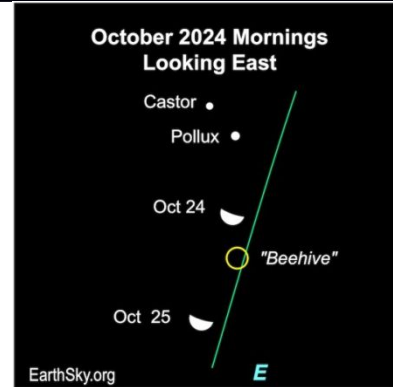 October 2024 Mornings
Looking East
Castor
Pollux
Oct 24
"Beehive"
Oct 25
EarthSky.org
E